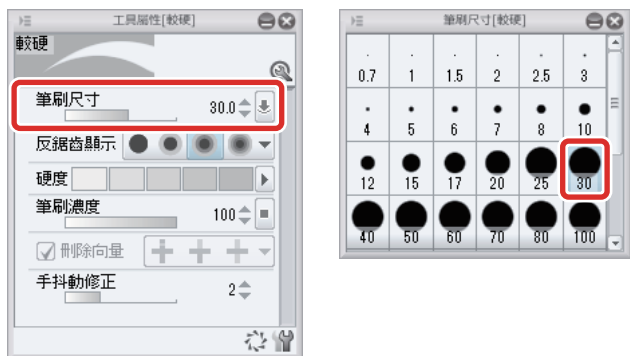 工具屬性[較硬]
較硬
筆刷尺寸 30.0
反鋸齒顯示
硬度
筆刷濃度 100
刪除向量
手抖動修正 2
筆刷尺寸[較硬]
0.7 1 1.5 2 2.5 3
4 5 6 7 8 10
12 15 17 20 25 30
40 50 60 70 80 100